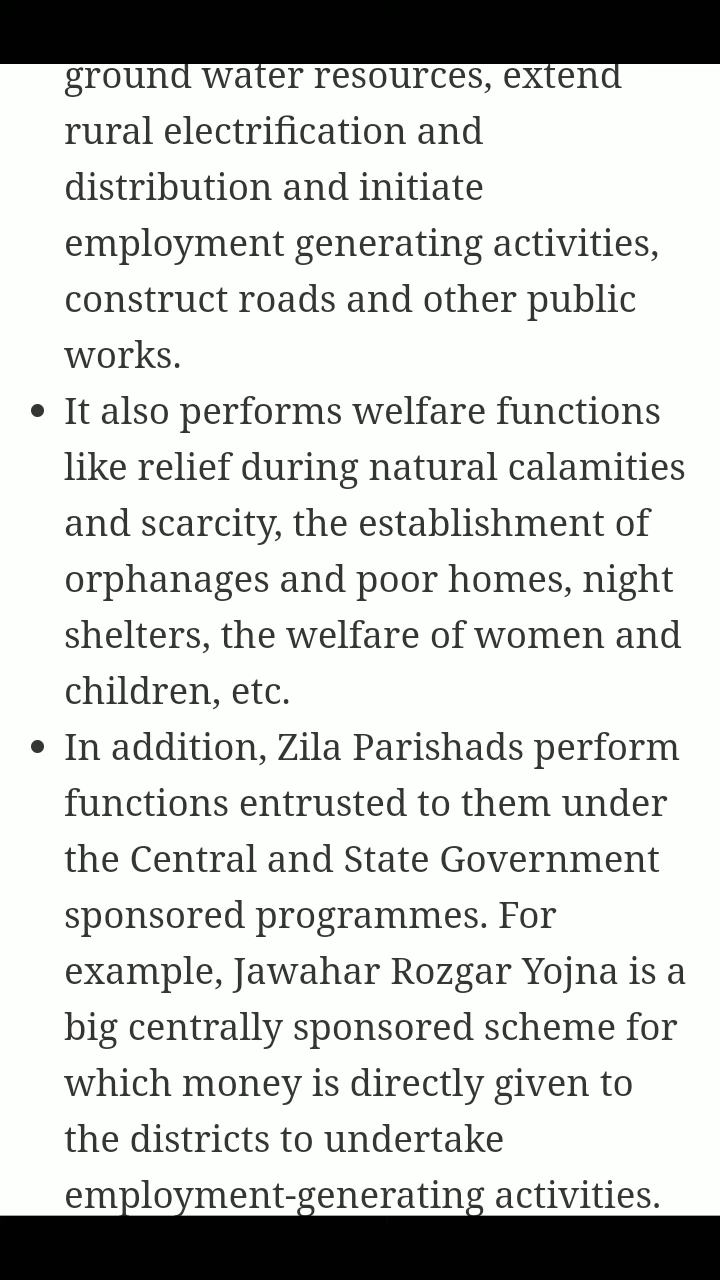 ground water resources, extend
rural electrification and
distribution and initiate
employment generating activities,
construct roads and other public
works.
• It also performs welfare functions
like relief during natural calamities
and scarcity, the establishment of
orphanages and poor homes, night
shelters, the welfare of women and
children, etc.
• In addition, Zila Parishads perform
functions entrusted to them under
the Central and State Government
sponsored programmes. For
example, Jawahar Rozgar Yojna is a
big centrally sponsored scheme for
which money is directly given to
the districts to undertake
employment-generating activities.